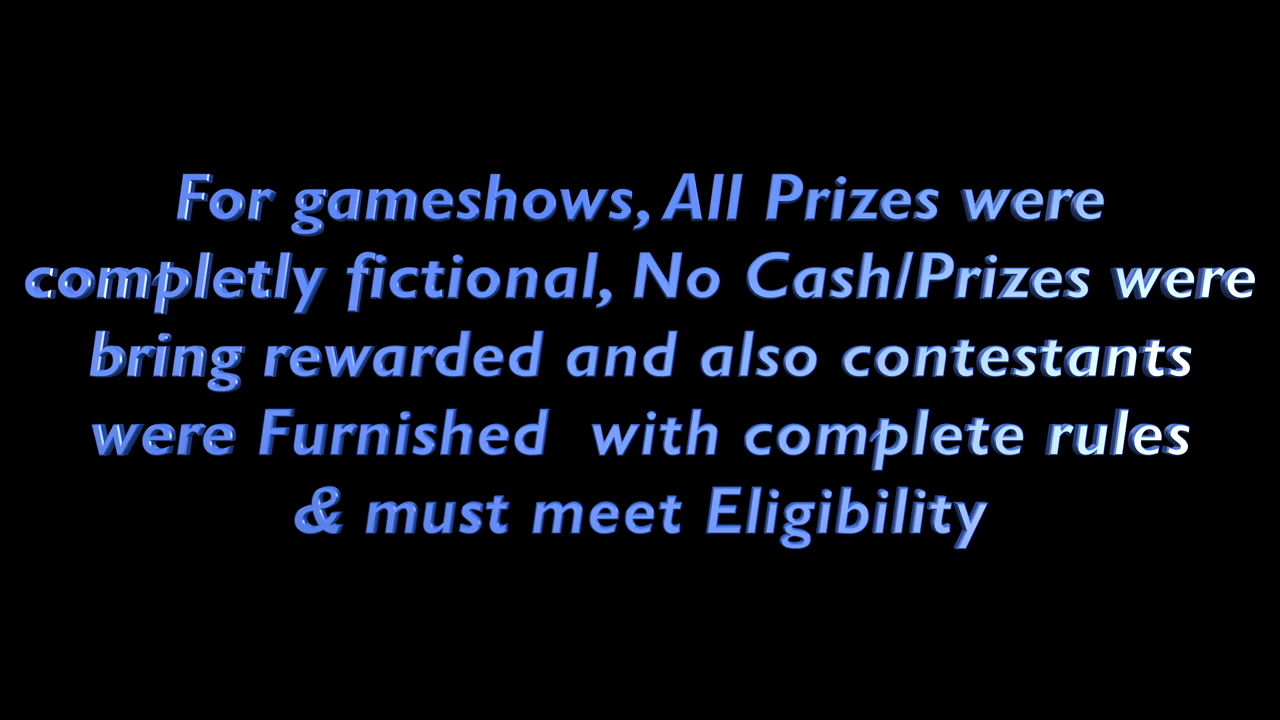 For gameshows, All Prizes were
completly fictional, No Cash/Prizes were
bring rewarded and also contestants
were Furnished  with complete rules
& must meet Eligibility